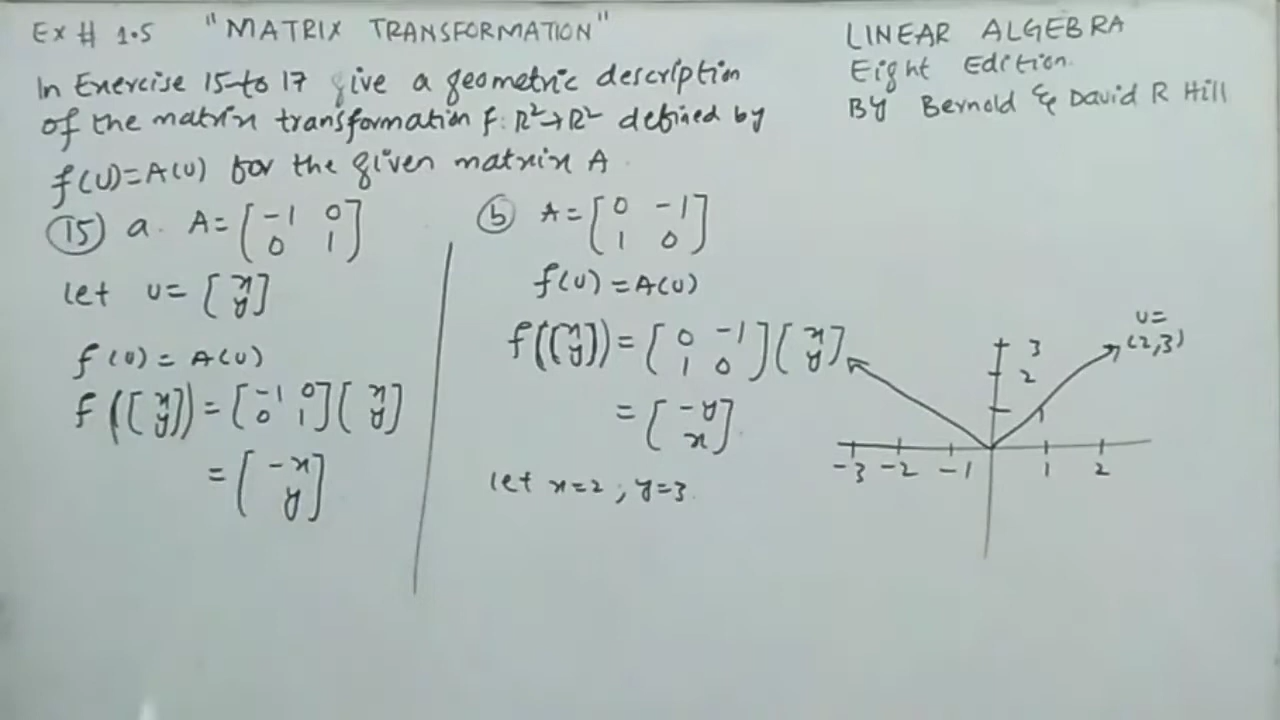 Ex # 1.5 "MATRIX TRANSFORMATION"
LINEAR ALGEBRA
Eight Edition.
By Bernold & David R Hill
In Exercise 15 to 17 give a geometric description
of the matrix transformation f: R²→R² defined by
f(U)=A(U) for the given matrix A.
(15) a. A = [-1 0
0 1]
let u = [x
y]
f(U) = A(U)
f([x
y]) = [-1 0
0 1] [x
y]
= [-x
y]
(b) A = [0 -1
1 0]
f(U) = A(U)
f([x
y]) = [0 -1
1 0] [x
y]
= [-y
x]
let x=2 ; y=3.
U=
(2,3)
3
2
1
-3 -2 -1 1 2